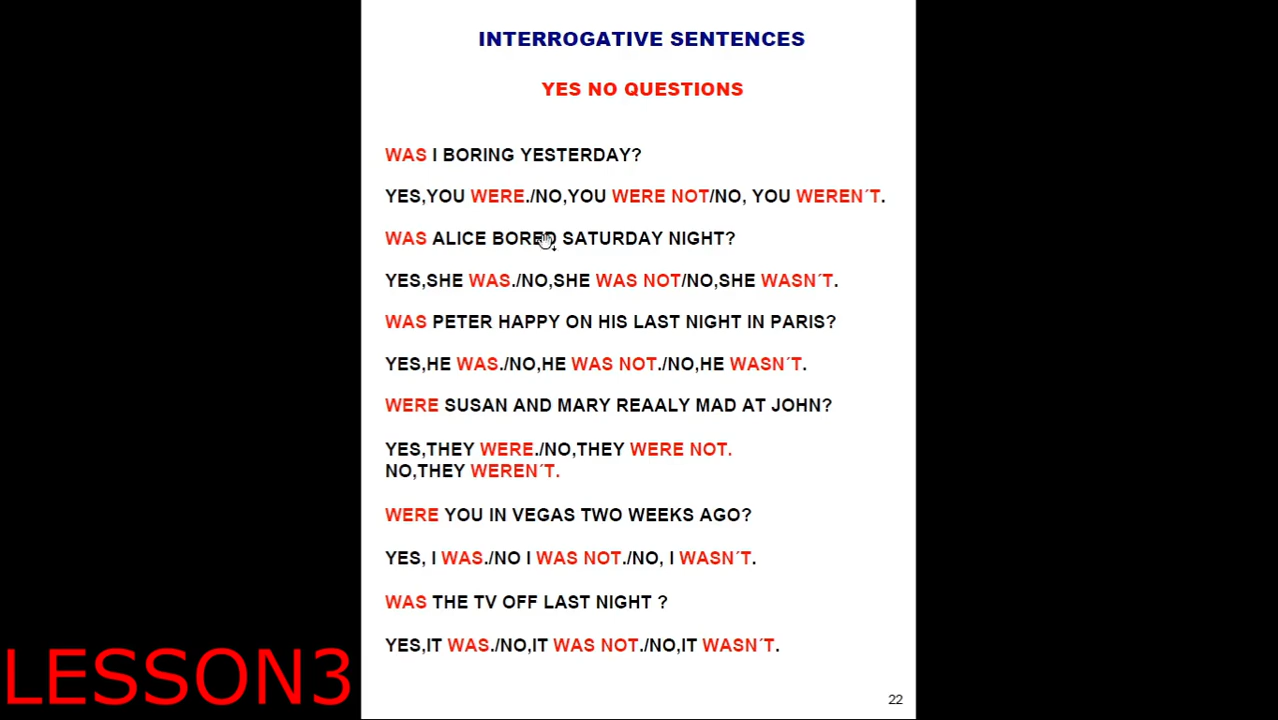 INTERROGATIVE SENTENCES
YES NO QUESTIONS
WAS I BORING YESTERDAY?
YES,YOU WERE./NO,YOU WERE NOT/NO, YOU WEREN´T.
WAS ALICE BORED SATURDAY NIGHT?
YES,SHE WAS./NO,SHE WAS NOT/NO,SHE WASN´T.
WAS PETER HAPPY ON HIS LAST NIGHT IN PARIS?
YES,HE WAS./NO,HE WAS NOT./NO,HE WASN´T.
WERE SUSAN AND MARY REAALY MAD AT JOHN?
YES,THEY WERE./NO,THEY WERE NOT.
NO,THEY WEREN´T.
WERE YOU IN VEGAS TWO WEEKS AGO?
YES, I WAS./NO I WAS NOT./NO, I WASN´T.
WAS THE TV OFF LAST NIGHT ?
YES,IT WAS./NO,IT WAS NOT./NO,IT WASN´T.
LESSON3
22